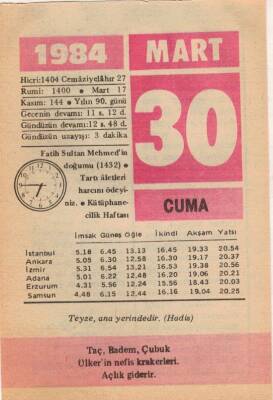 1984
MART
Hicri:1404 Cemâziyelâhır 27
Rumi: 1400 • Mart 17
Kasım: 144 • Yılın 90. günü
Gecenin devamı: 11 s. 12 d.
Gündüzün devamı: 12 s. 48 d.
Gündüzün uzayışı: 3 dakika
Fatih Sultan Mehmed'in
doğumu (1432) •
Tartı âletleri
harcını ödeyi-
niz. • Kütüphane-
cilik Haftası
30
CUMA
İmsak Güneş Öğle İkindi Akşam Yatsı
İstanbul 5.18 6.45 13.13 16.45 19.33 20.54
Ankara 5.05 6.30 12.58 16.30 19.17 20.37
İzmir 5.31 6.54 13.21 16.53 19.38 20.56
Adana 5.01 6.22 12.48 16.20 19.06 20.21
Erzurum 4.31 5.56 12.24 15.56 18.43 20.03
Samsun 4.48 6.15 12.44 16.16 19.04 20.25
Teyze, ana yerindedir. (Hadis)
Taç, Badem, Çubuk
Ülker'in nefis krakerleri.
Açlık giderir.